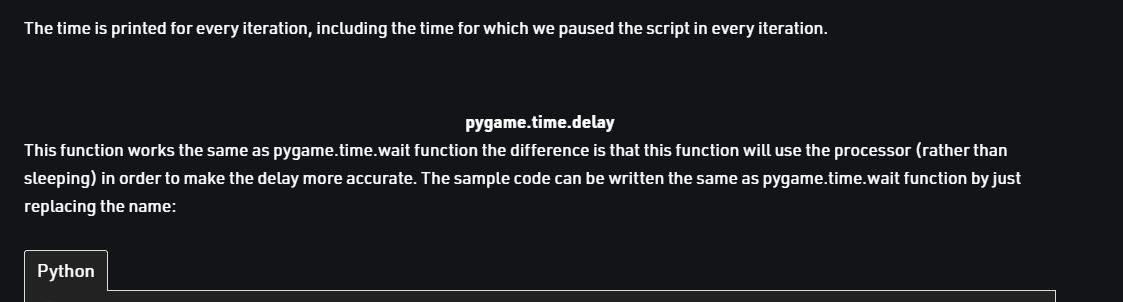 The time is printed for every iteration, including the time for which we paused the script in every iteration.
pygame.time.delay
This function works the same as pygame.time.wait function the difference is that this function will use the processor (rather than
sleeping) in order to make the delay more accurate. The sample code can be written the same as pygame.time.wait function by just
replacing the name:
Python